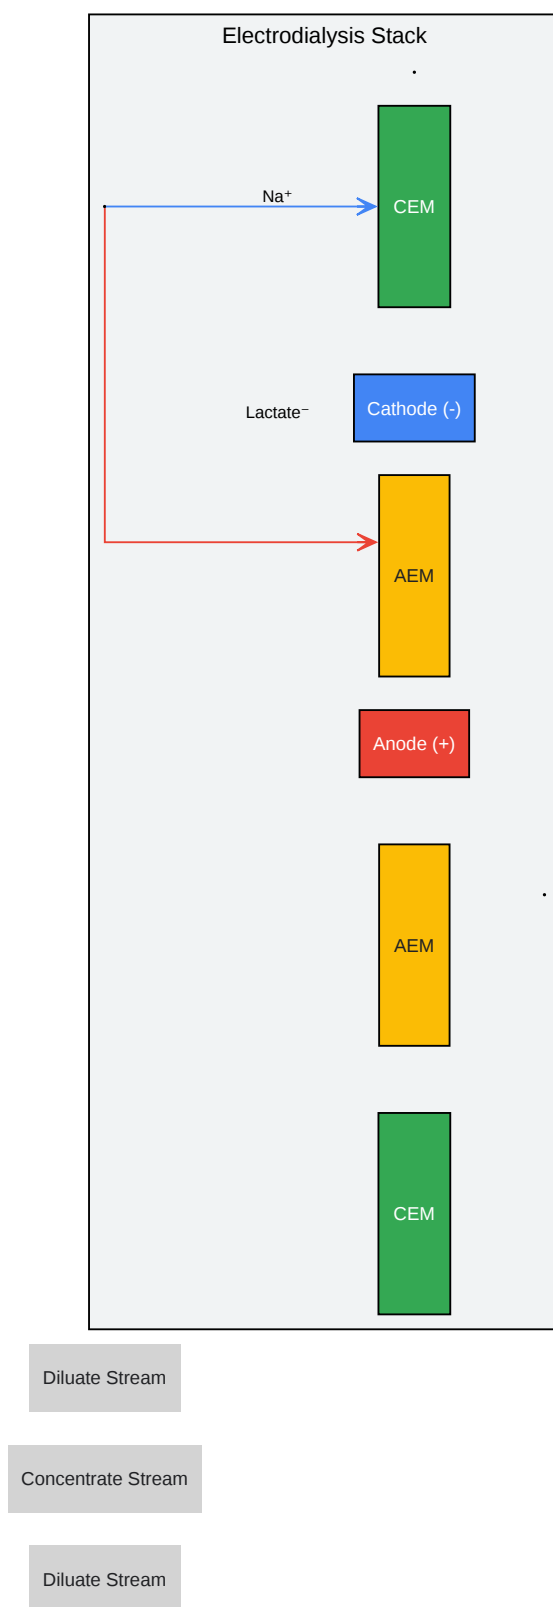 Electrodialysis Stack
Na⁺
CEM
Cathode (-)
Lactate⁻
AEM
Anode (+)
AEM
CEM
Diluate Stream
Concentrate Stream
Diluate Stream